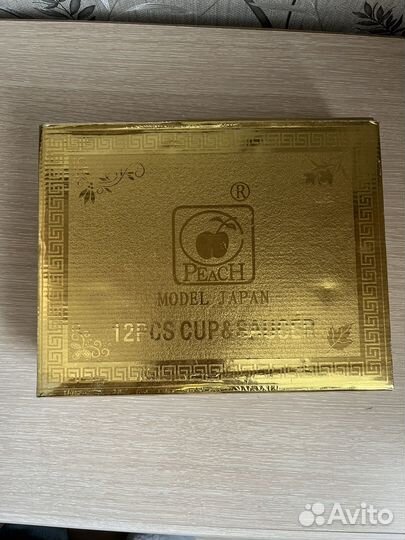 ®
PEACH
MODEL JAPAN
12PCS CUP&SAUCER
Avito